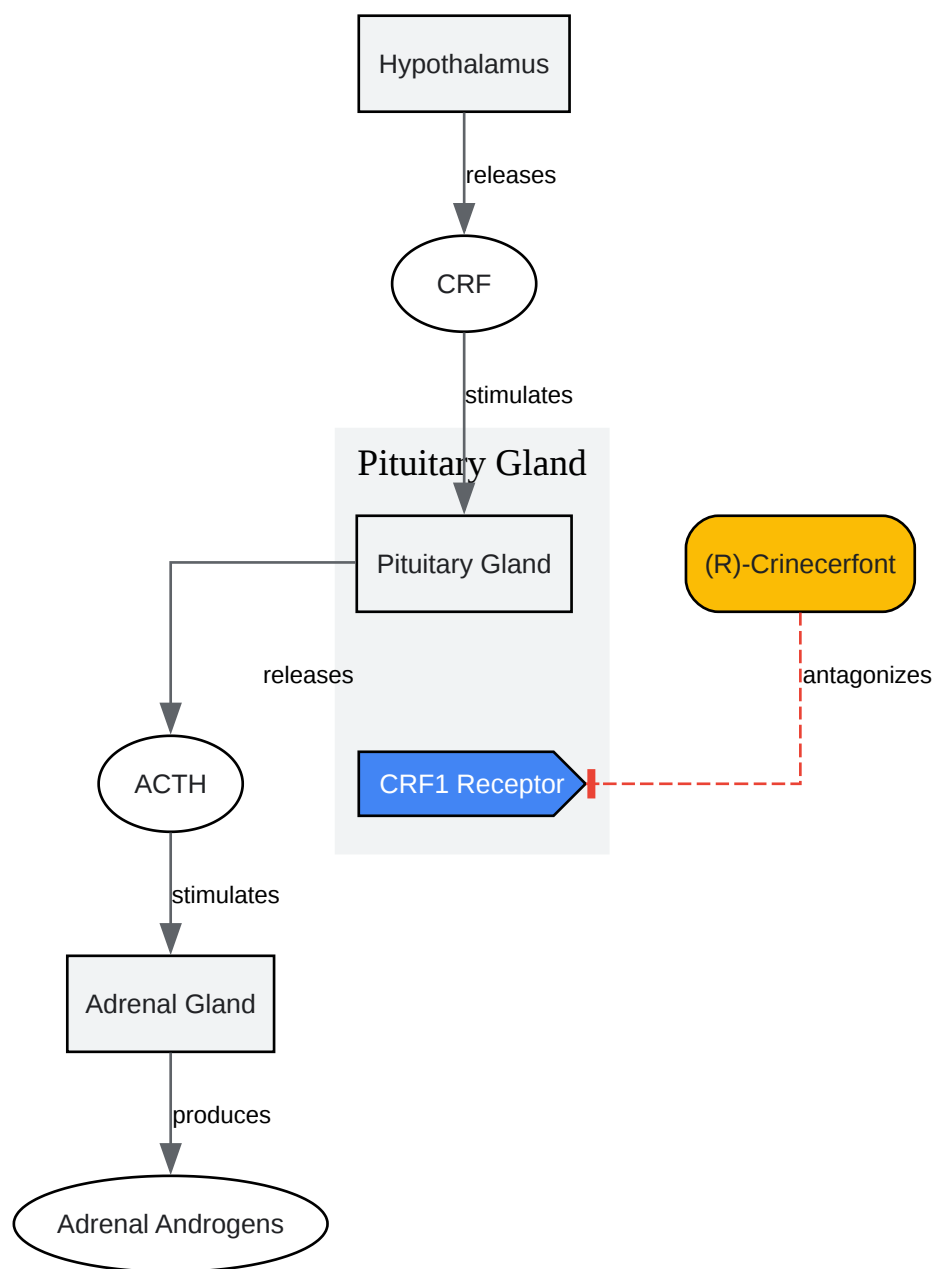 Hypothalamus
releases
CRF
stimulates
Pituitary Gland
Pituitary Gland
(R)-Crinecerfont
releases
antagonizes
ACTH
CRF1 Receptor
stimulates
Adrenal Gland
produces
Adrenal Androgens